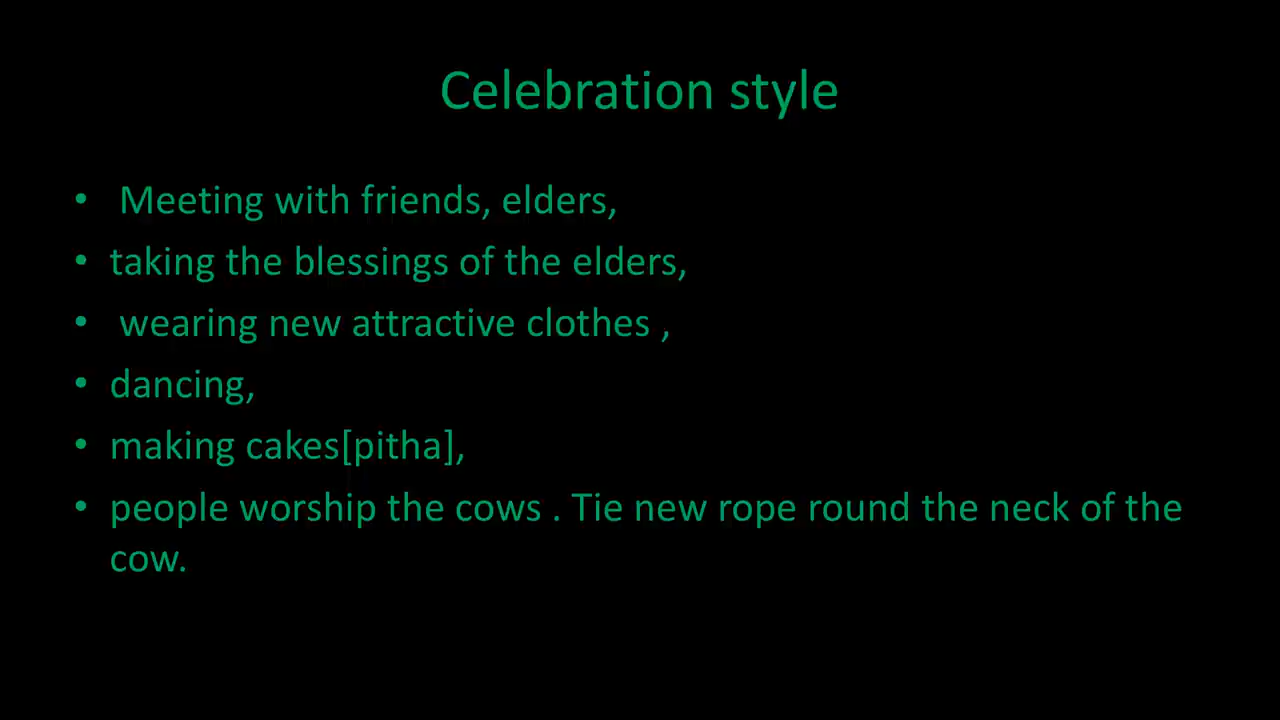 Celebration style
• Meeting with friends, elders,
• taking the blessings of the elders,
• wearing new attractive clothes ,
• dancing,
• making cakes[pitha],
• people worship the cows . Tie new rope round the neck of the
cow.